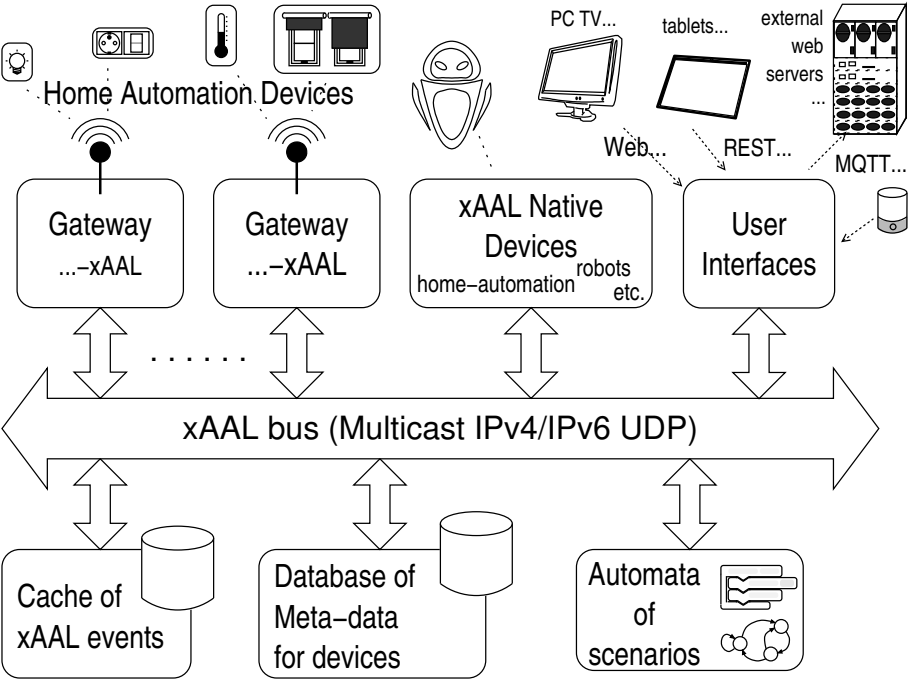 PC TV...
tablets...
external
web
servers
...
Home Automation Devices
Web...
REST...
MQTT...
Gateway
...−xAAL
Gateway
...−xAAL
xAAL Native
Devices
robots
home−automation
etc.
User
Interfaces
. . . . . .
xAAL bus (Multicast IPv4/IPv6 UDP)
Cache of
xAAL events
Database of
Meta−data
for devices
Automata
of
scenarios